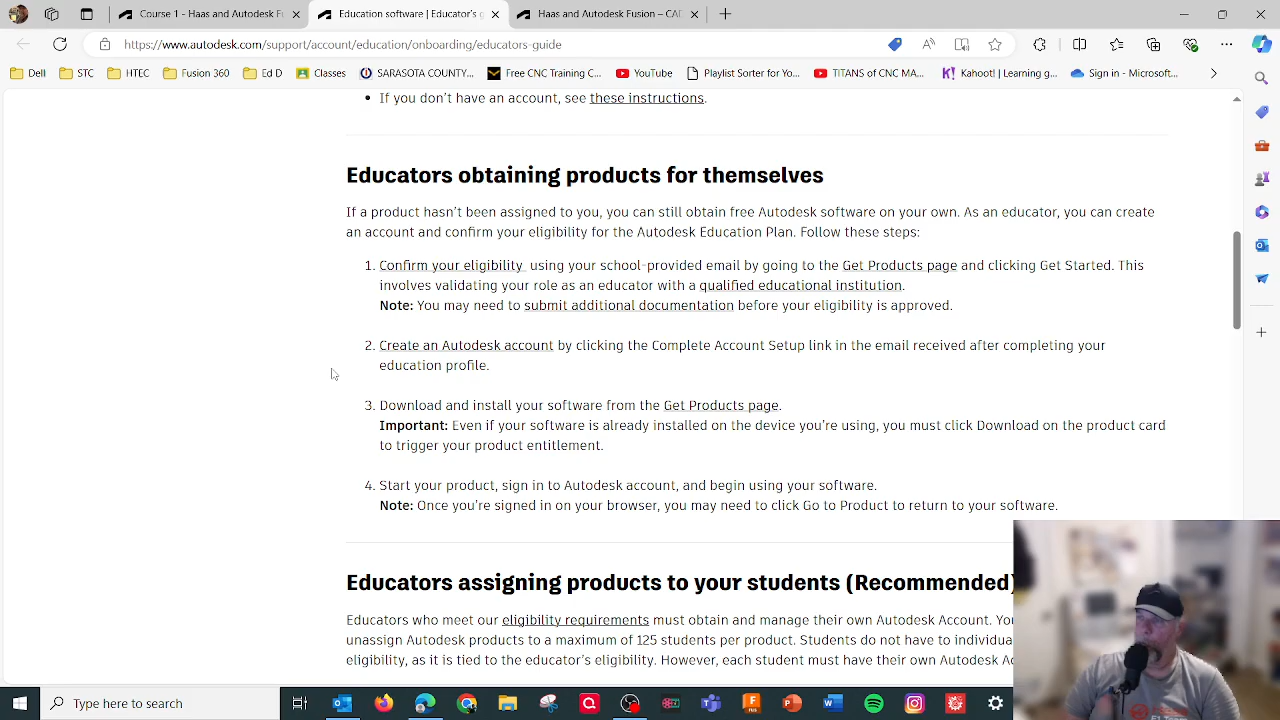 Course 1 - Haas and Autodesk Fu
Education software | Educator's g
Haas and Autodesk Fusion – CAD
https://www.autodesk.com/support/account/education/onboarding/educators-guide
Dell
STC
HTEC
Fusion 360
Ed D
Classes
SARASOTA COUNTY...
Free CNC Training C...
YouTube
Playlist Sorter for Yo...
TITANS of CNC MA...
Kahoot! | Learning g...
Sign in - Microsoft...
• If you don't have an account, see these instructions.
Educators obtaining products for themselves
If a product hasn't been assigned to you, you can still obtain free Autodesk software on your own. As an educator, you can create
an account and confirm your eligibility for the Autodesk Education Plan. Follow these steps:
1. Confirm your eligibility using your school-provided email by going to the Get Products page and clicking Get Started. This
involves validating your role as an educator with a qualified educational institution.
Note: You may need to submit additional documentation before your eligibility is approved.
2. Create an Autodesk account by clicking the Complete Account Setup link in the email received after completing your
education profile.
3. Download and install your software from the Get Products page.
Important: Even if your software is already installed on the device you're using, you must click Download on the product card
to trigger your product entitlement.
4. Start your product, sign in to Autodesk account, and begin using your software.
Note: Once you're signed in on your browser, you may need to click Go to Product to return to your software.
Educators assigning products to your students (Recommended)
Educators who meet our eligibility requirements must obtain and manage their own Autodesk Account. Yo
unassign Autodesk products to a maximum of 125 students per product. Students do not have to individua
eligibility, as it is tied to the educator's eligibility. However, each student must have their own Autodesk Ac
Type here to search